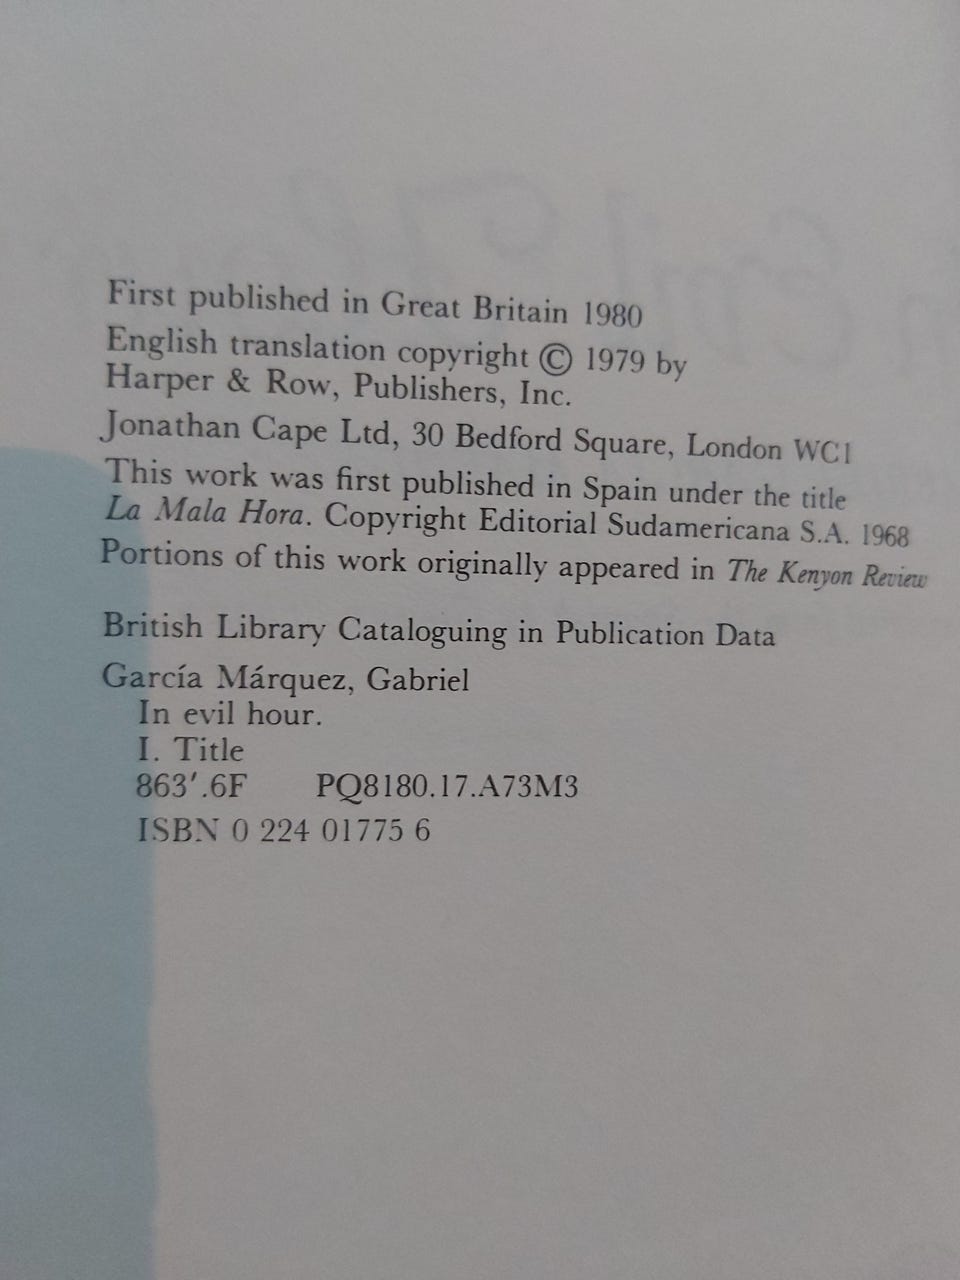 First published in Great Britain 1980
English translation copyright © 1979 by
Harper & Row, Publishers, Inc.
Jonathan Cape Ltd, 30 Bedford Square, London WC1
This work was first published in Spain under the title
La Mala Hora. Copyright Editorial Sudamericana S.A. 1968
Portions of this work originally appeared in The Kenyon Review
British Library Cataloguing in Publication Data
García Márquez, Gabriel
In evil hour.
I. Title
863'.6F PQ8180.17.A73M3
ISBN 0 224 01775 6